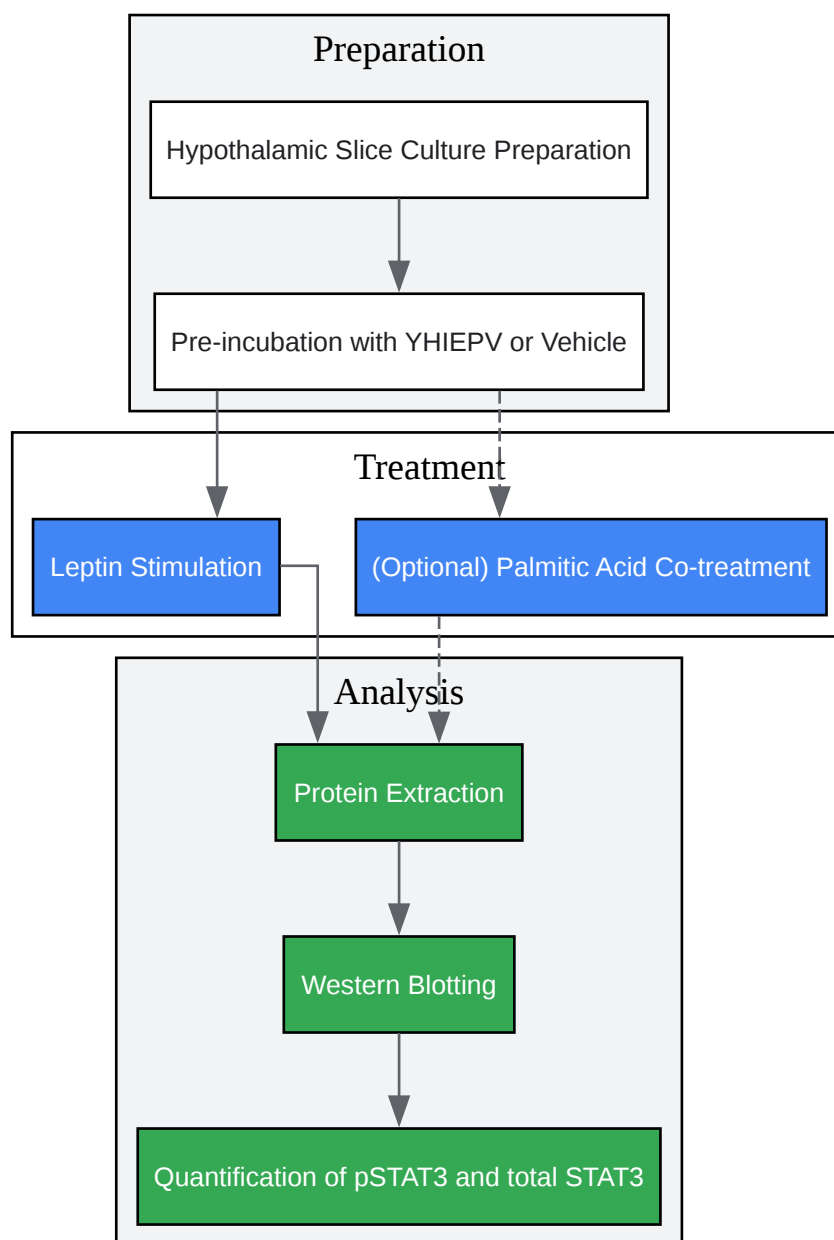 Preparation
Hypothalamic Slice Culture Preparation
Pre-incubation with YHIEPV or Vehicle
Treatment
Leptin Stimulation
(Optional) Palmitic Acid Co-treatment
Analysis
Protein Extraction
Western Blotting
Quantification of pSTAT3 and total STAT3